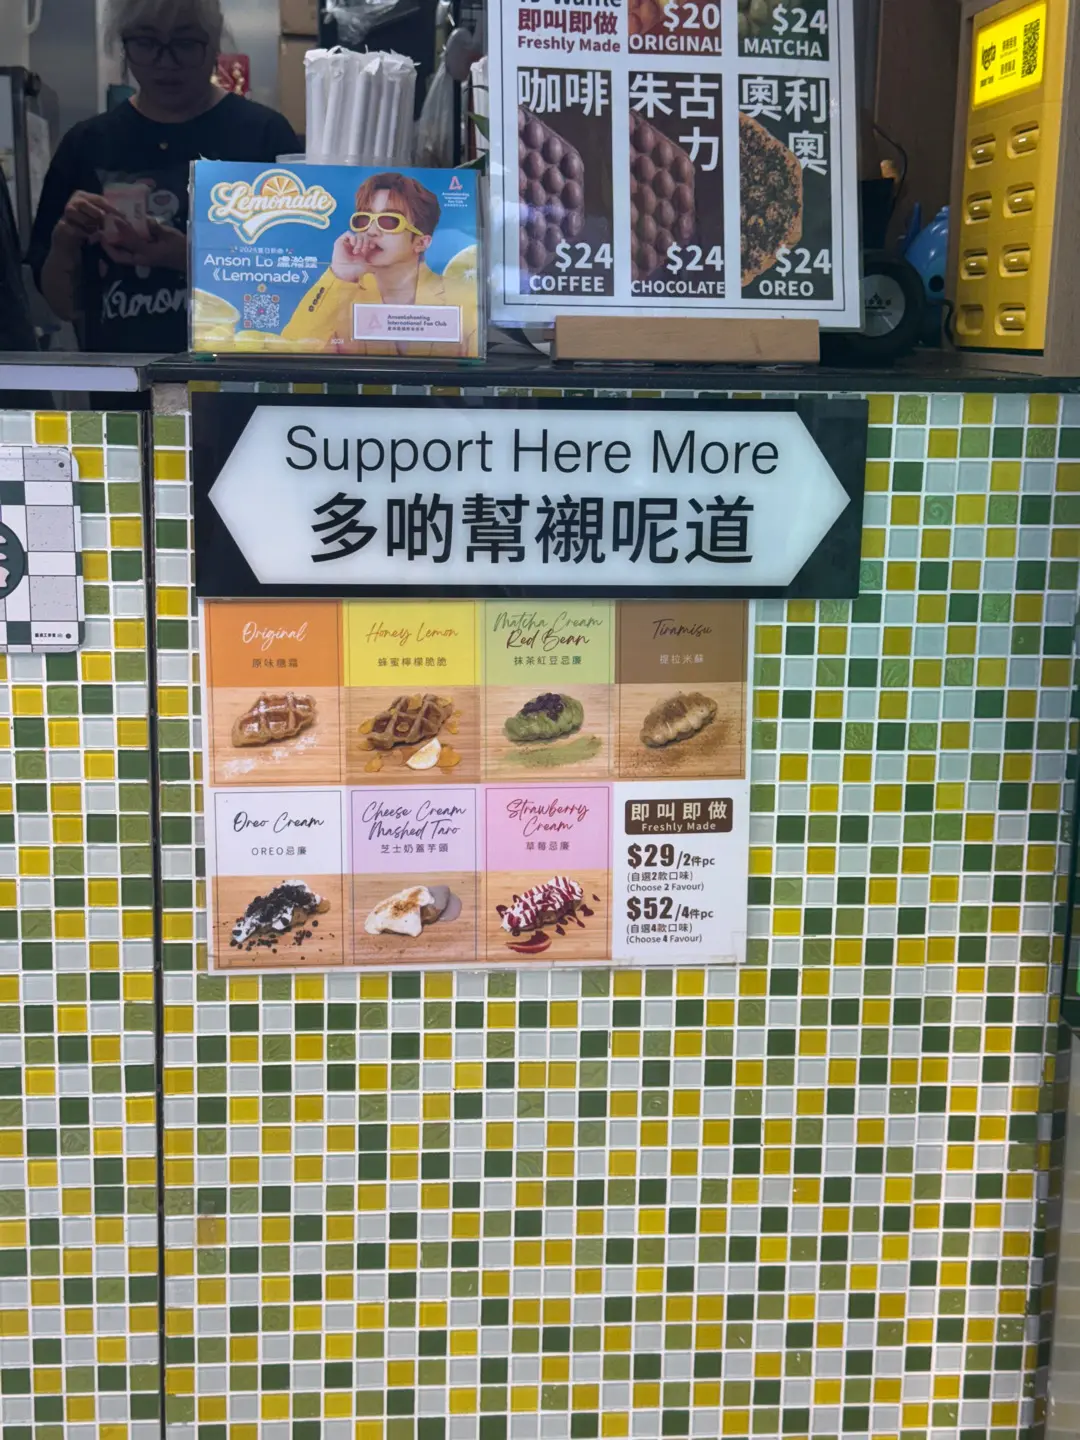 即叫即做
Freshly Made
$20
ORIGINAL
$24
MATCHA
咖啡
$24
COFFEE
朱古力
$24
CHOCOLATE
奧利奧
$24
OREO
Lemonade
Anson Lo 盧瀚霆
《Lemonade》
Ansonisshooting
International Fan Club
Support Here More
多啲幫襯呢道
Original
原味糖霜
Honey Lemon
蜂蜜檸檬脆脆
Matcha Cream
Red Bean
抹茶紅豆忌廉
Tiramisu
提拉米蘇
Oreo Cream
OREO忌廉
Cheese Cream
Mashed Taro
芝士奶蓋芋頭
Strawberry
Cream
草莓忌廉
即叫即做
Freshly Made
$29/2件pc
(自選2款口味)
(Choose 2 Favour)
$52/4件pc
(自選4款口味)
(Choose 4 Favour)